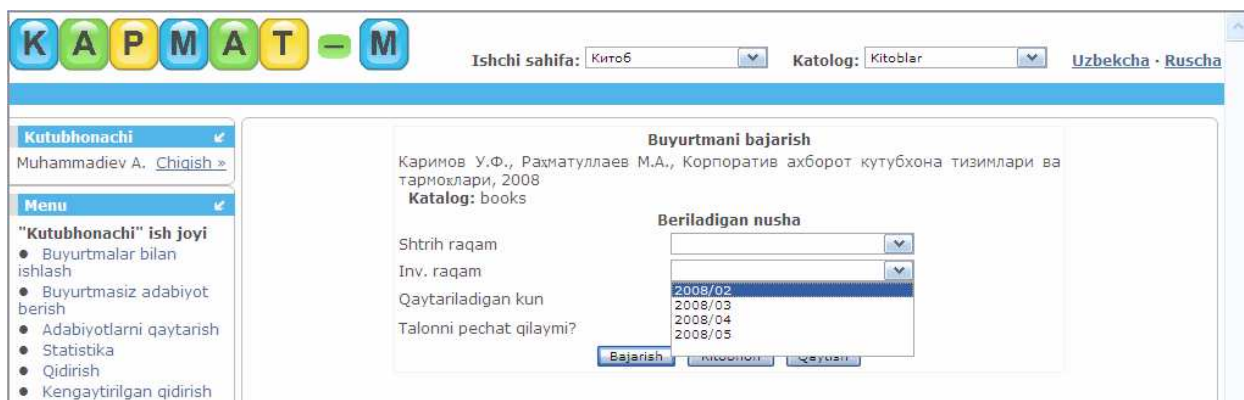 КАРМАТ – М
Ishchi sahifa: Китоб Katolog: Kitoblar Uzbekcha · Ruscha
Kutubhonachi
Muhammadiev A. Chiqish »
Menu
"Kutubhonachi" ish joyi
● Buyurtmalar bilan
ishlash
● Buyurtmasiz adabiyot
berish
● Adabiyotlarni qaytarish
● Statistika
● Qidirish
● Kengaytirilgan qidirish
Buyurtmani bajarish
Каримов У.Ф., Рахматуллаев М.А., Корпоратив ахборот кутубхона тизимлари ва
тармоқлари, 2008
Katalog: books
Beriladigan nusha
Shtrih raqam
Inv. raqam
2008/02
2008/03
2008/04
2008/05
Qaytariladigan kun
Talonni pechat qilaymi?
Bajarish Kitobhon Qaytish